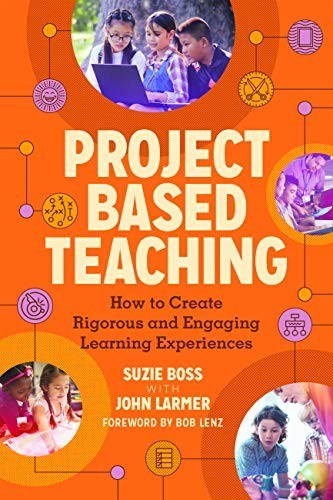 PROJECT
BASED
TEACHING
How to Create
Rigorous and Engaging
Learning Experiences
SUZIE BOSS
WITH
JOHN LARMER
FOREWORD BY BOB LENZ